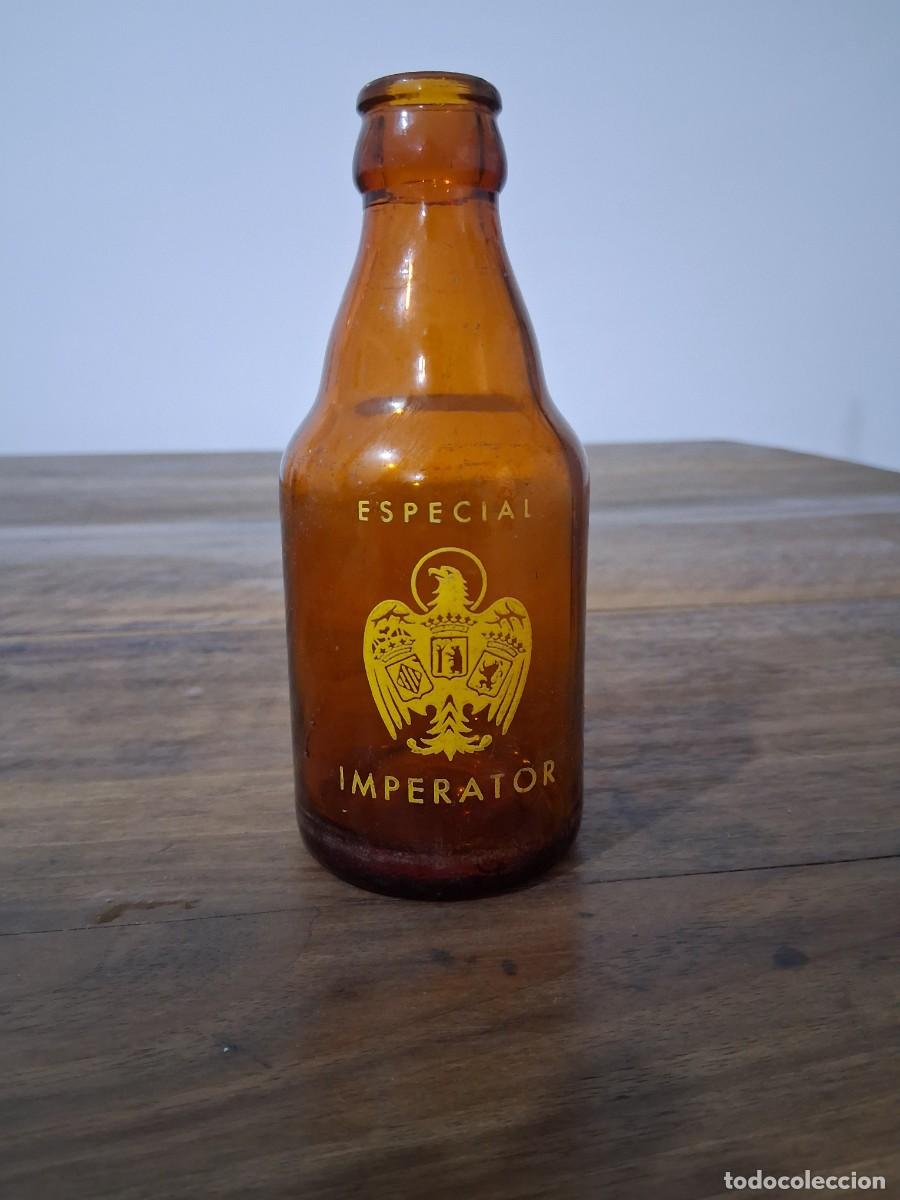 ESPECIAL
IMPERATOR
todocoleccion